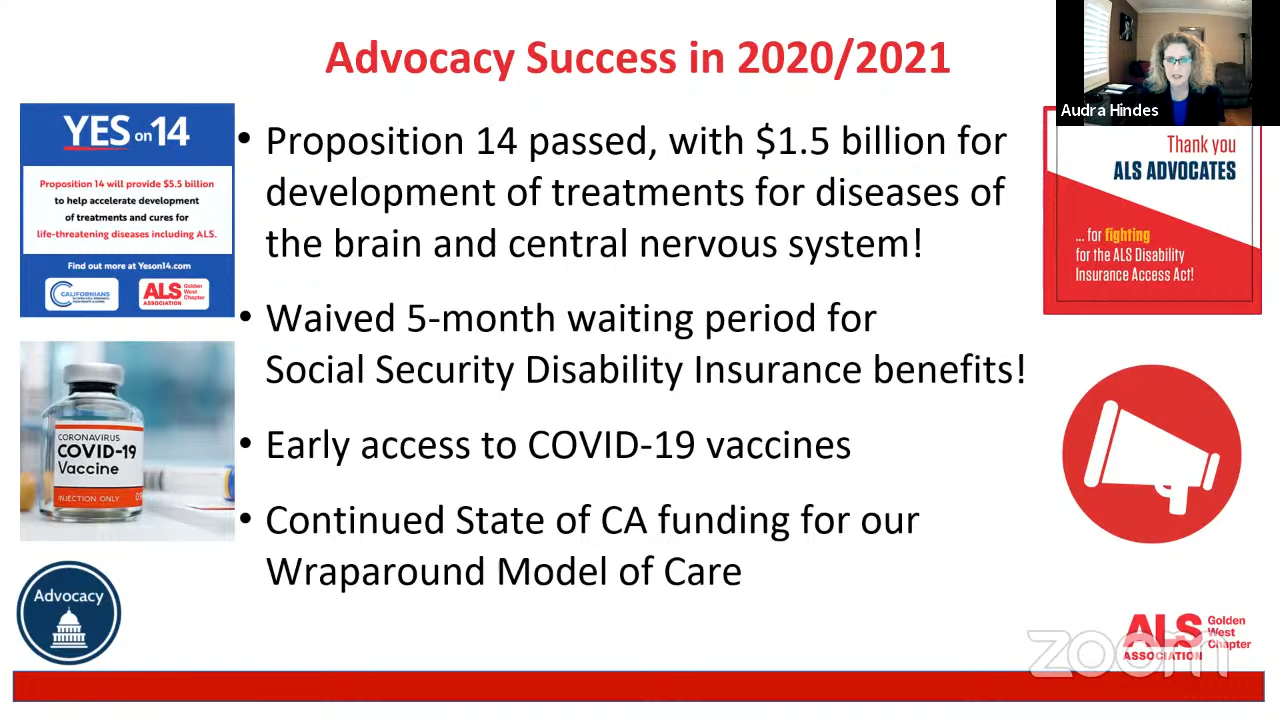 Advocacy Success in 2020/2021
Audra Hindes
YES on 14
Proposition 14 will provide $5.5 billion
to help accelerate development
of treatments and cures for
life-threatening diseases including ALS.
Find out more at Yeson14.com
CALIFORNIANS
ALS
ASSOCIATION
Golden
West
Chapter
• Proposition 14 passed, with $1.5 billion for
development of treatments for diseases of
the brain and central nervous system!
• Waived 5-month waiting period for
Social Security Disability Insurance benefits!
• Early access to COVID-19 vaccines
• Continued State of CA funding for our
Wraparound Model of Care
Thank you
ALS ADVOCATES
... for fighting
for the ALS Disability
Insurance Access Act!
CORONAVIRUS
COVID-19
Vaccine
INJECTION ONLY
Advocacy
ALS
ASSOCIATION
Golden
West
Chapter
zoom